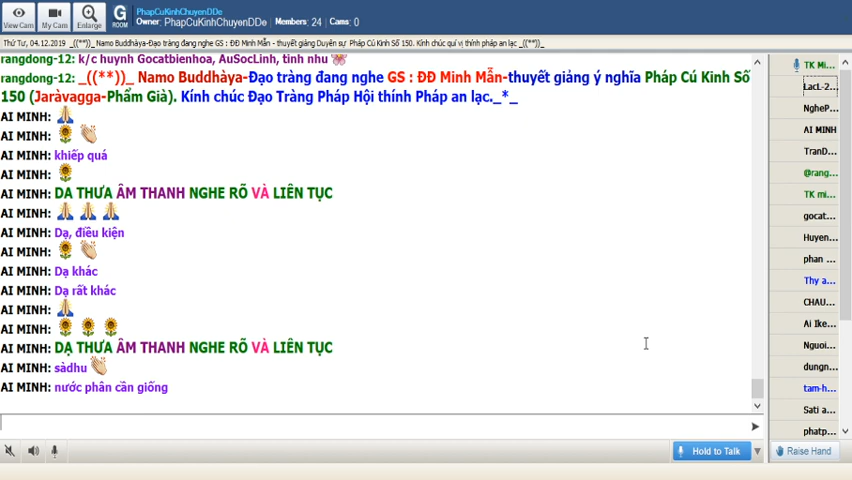 PhapCuKinhChuyenDDe
Owner: PhapCuKinhChuyenDDe Members: 24 Cams: 0
View Cam My Cam Enlarge G ROOM
Thứ Tư, 04.12.2019 _((**))_ Namo Buddhàya-Đạo tràng đang nghe GS : ĐĐ Minh Mẫn - thuyết giảng Duyên sự Pháp Cú Kinh Số 150. Kính chúc quí vị thính pháp an lạc _((**))_
rangdong-12: k/c huynh Gocatbienhoa, AuSocLinh, tinh nhu
rangdong-12: _((**))_ Namo Buddhàya-Đạo tràng đang nghe GS : ĐĐ Minh Mẫn-thuyết giảng ý nghĩa Pháp Cú Kinh Số
150 (Jaràvagga-Phẩm Già). Kính chúc Đạo Tràng Pháp Hội thính Pháp an lạc._*_
AI MINH:
AI MINH:
AI MINH: khiếp quá
AI MINH:
AI MINH: DẠ THƯA ÂM THANH NGHE RÕ VÀ LIÊN TỤC
AI MINH:
AI MINH: Dạ, điều kiện
AI MINH:
AI MINH: Dạ khác
AI MINH: Dạ rất khác
AI MINH:
AI MINH:
AI MINH: DẠ THƯA ÂM THANH NGHE RÕ VÀ LIÊN TỤC
AI MINH: sàdhu
AI MINH: nước phân cần giống
Hold to Talk
TK Mi...
LacL-2...
NgheP...
AI MINH
TranD...
@rang...
TK mi...
gocat...
Huyen...
phan ...
Thy a...
CHAU...
Ai Ike...
Nguoi...
dungn...
tam-h...
Sati a...
phatp...
Raise Hand